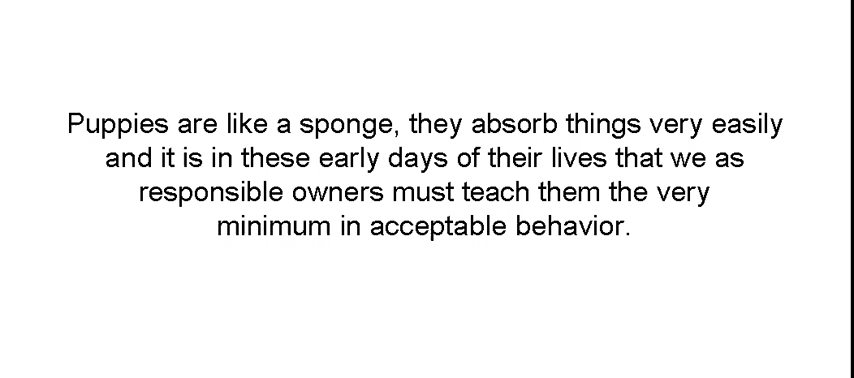 Puppies are like a sponge, they absorb things very easily
and it is in these early days of their lives that we as
responsible owners must teach them the very
minimum in acceptable behavior.